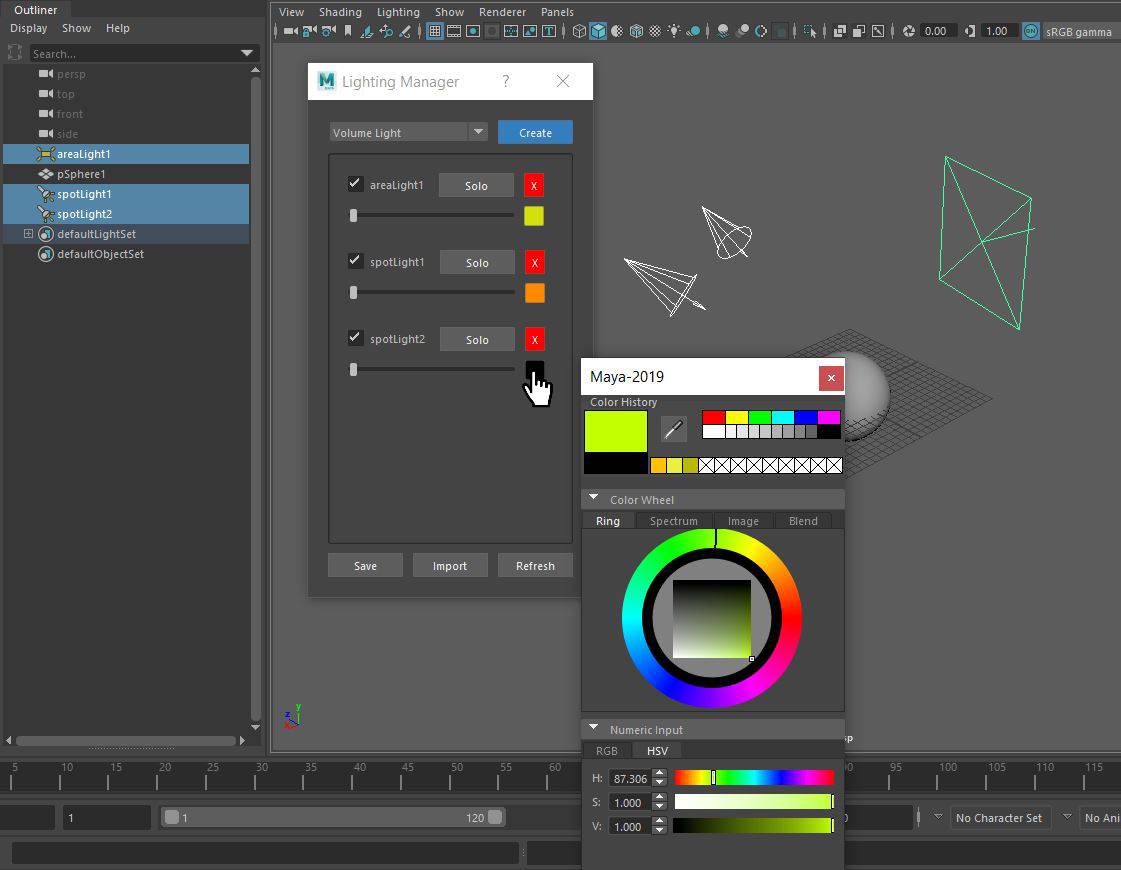 Outliner
Display Show Help
Search...
persp
top
front
side
areaLight1
pSphere1
spotLight1
spotLight2
defaultLightSet
defaultObjectSet
View Shading Lighting Show Renderer Panels
0.00 1.00 ON sRGB gamma
M Lighting Manager ?
Volume Light Create
areaLight1 Solo X
spotLight1 Solo X
spotLight2 Solo X
Save Import Refresh
Maya-2019
Color History
Color Wheel
Ring Spectrum Image Blend
Numeric Input
RGB HSV
H: 87.306
S: 1.000
V: 1.000
y
z
x
sp
5 10 15 20 25 30 35 40 45 50 55 60 90 95 100 105 110 115
1 1 120 0 No Character Set No Ani